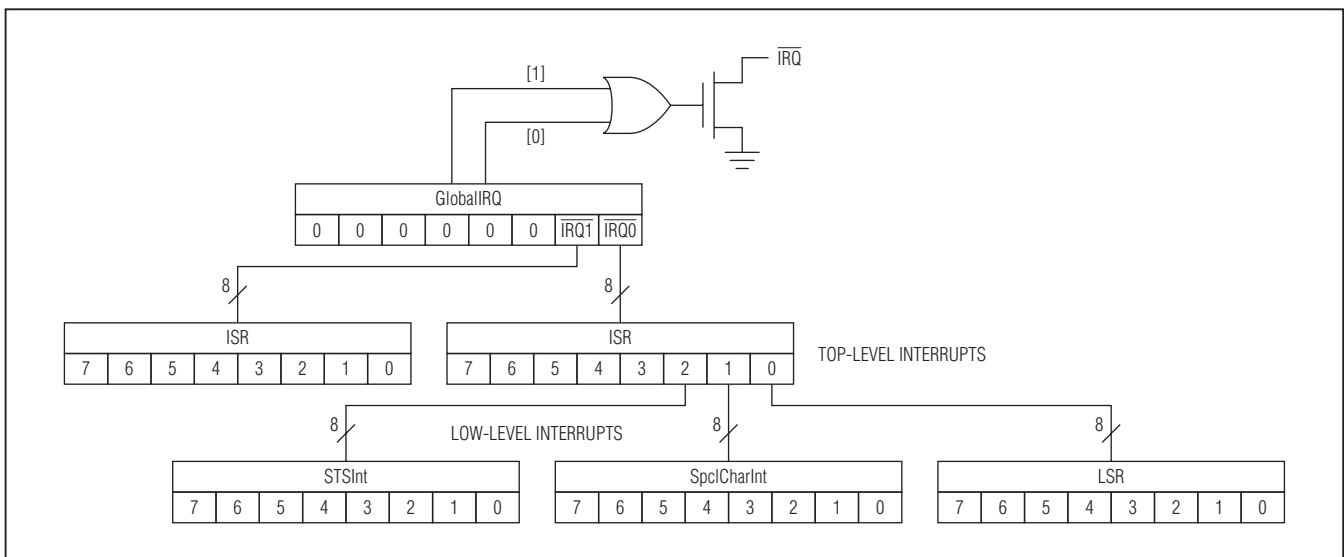 IRQ
[1]
[0]
GlobalIRQ
0 0 0 0 0 0 IRQ1 IRQ0
8 8
ISR ISR
7 6 5 4 3 2 1 0 7 6 5 4 3 2 1 0
TOP-LEVEL INTERRUPTS
8 LOW-LEVEL INTERRUPTS 8 8
STSInt SpclCharInt LSR
7 6 5 4 3 2 1 0 7 6 5 4 3 2 1 0 7 6 5 4 3 2 1 0